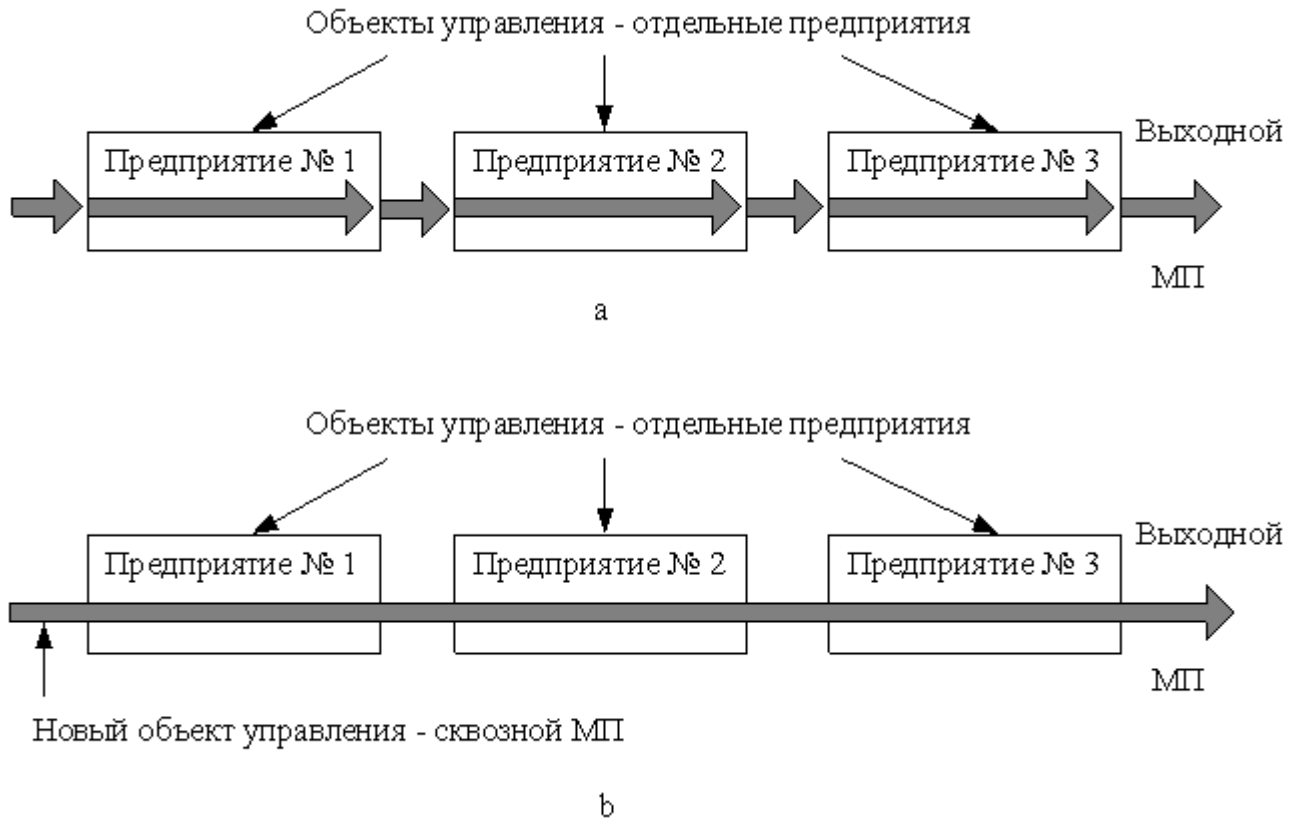 Объекты управления - отдельные предприятия
Предприятие № 1
Предприятие № 2
Предприятие № 3
Выходной
МП
а
Объекты управления - отдельные предприятия
Предприятие № 1
Предприятие № 2
Предприятие № 3
Выходной
МП
Новый объект управления - сквозной МП
b